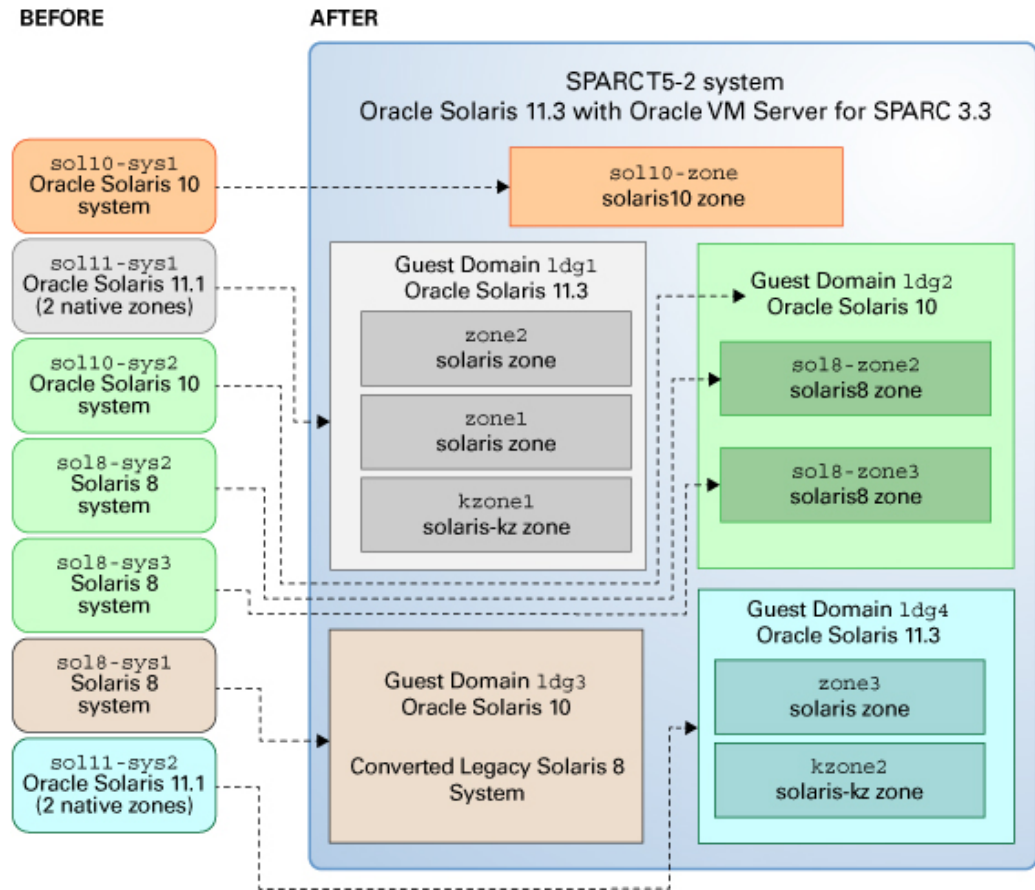 BEFORE
AFTER
sol10-sys1
Oracle Solaris 10
system
sol11-sys1
Oracle Solaris 11.1
(2 native zones)
sol10-sys2
Oracle Solaris 10
system
sol8-sys2
Solaris 8
system
sol8-sys3
Solaris 8
system
sol8-sys1
Solaris 8
system
sol11-sys2
Oracle Solaris 11.1
(2 native zones)
SPARC T5-2 system
Oracle Solaris 11.3 with Oracle VM Server for SPARC 3.3
sol10-zone
solaris10 zone
Guest Domain ldg1
Oracle Solaris 11.3
zone2
solaris zone
zone1
solaris zone
kzone1
solaris-kz zone
Guest Domain ldg2
Oracle Solaris 10
sol8-zone2
solaris8 zone
sol8-zone3
solaris8 zone
Guest Domain ldg3
Oracle Solaris 10
Converted Legacy Solaris 8
System
Guest Domain ldg4
Oracle Solaris 11.3
zone3
solaris zone
kzone2
solaris-kz zone